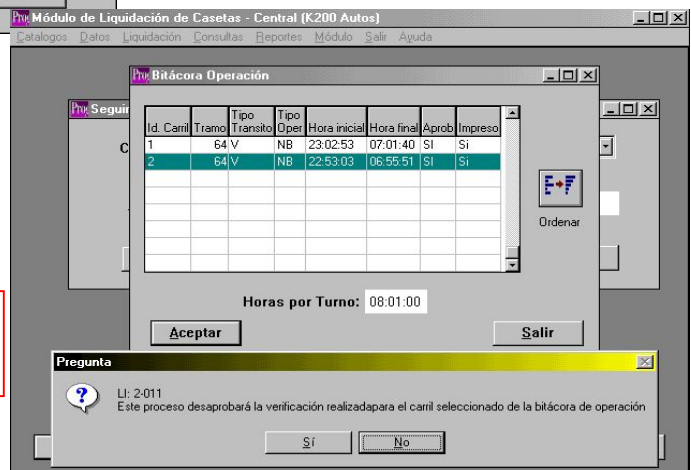 Módulo de Liquidación de Casetas - Central (K200 Autos)
Catalogos Datos Liquidación Consultas Reportes Módulo Salir Ayuda
Bitácora Operación
Seguir
Id. Carril Tramo Tipo Transito Tipo Oper Hora inicial Hora final Aprob Impreso
1 64 V NB 23:02:53 07:01:40 SI Si
2 64 V NB 22:53:03 06:55:51 SI Si
Ordenar
Horas por Turno: 08:01:00
Aceptar Salir
Pregunta
LI: 2-011
Este proceso desaprobará la verificación realizadapara el carril seleccionado de la bitácora de operación
Sí No